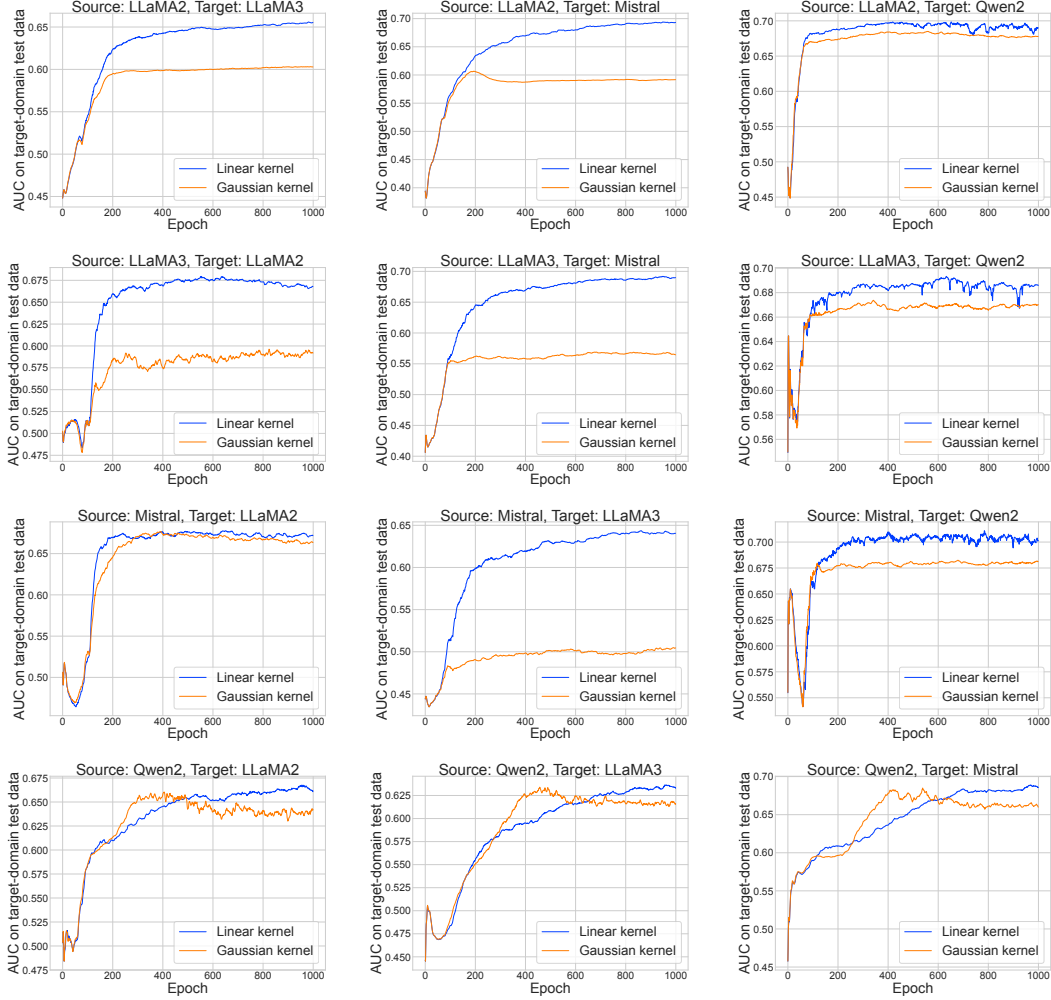 Source: LLaMA2, Target: LLaMA3
AUC on target-domain test data
0.65
0.60
0.55
0.50
0.45
0 200 400 600 800 1000
Epoch
Linear kernel
Gaussian kernel
Source: LLaMA2, Target: Mistral
AUC on target-domain test data
0.70
0.65
0.60
0.55
0.50
0.45
0.40
0 200 400 600 800 1000
Epoch
Linear kernel
Gaussian kernel
Source: LLaMA2, Target: Qwen2
AUC on target-domain test data
0.70
0.65
0.60
0.55
0.50
0.45
0 200 400 600 800 1000
Epoch
Linear kernel
Gaussian kernel
Source: LLaMA3, Target: LLaMA2
AUC on target-domain test data
0.675
0.650
0.625
0.600
0.575
0.550
0.525
0.500
0.475
0 200 400 600 800 1000
Epoch
Linear kernel
Gaussian kernel
Source: LLaMA3, Target: Mistral
AUC on target-domain test data
0.70
0.65
0.60
0.55
0.50
0.45
0.40
0 200 400 600 800 1000
Epoch
Linear kernel
Gaussian kernel
Source: LLaMA3, Target: Qwen2
AUC on target-domain test data
0.70
0.68
0.66
0.64
0.62
0.60
0.58
0.56
0 200 400 600 800 1000
Epoch
Linear kernel
Gaussian kernel
Source: Mistral, Target: LLaMA2
AUC on target-domain test data
0.65
0.60
0.55
0.50
0 200 400 600 800 1000
Epoch
Linear kernel
Gaussian kernel
Source: Mistral, Target: LLaMA3
AUC on target-domain test data
0.65
0.60
0.55
0.50
0.45
0 200 400 600 800 1000
Epoch
Linear kernel
Gaussian kernel
Source: Mistral, Target: Qwen2
AUC on target-domain test data
0.700
0.675
0.650
0.625
0.600
0.575
0.550
0 200 400 600 800 1000
Epoch
Linear kernel
Gaussian kernel
Source: Qwen2, Target: LLaMA2
AUC on target-domain test data
0.675
0.650
0.625
0.600
0.575
0.550
0.525
0.500
0.475
0 200 400 600 800 1000
Epoch
Linear kernel
Gaussian kernel
Source: Qwen2, Target: LLaMA3
AUC on target-domain test data
0.625
0.600
0.575
0.550
0.525
0.500
0.475
0.450
0 200 400 600 800 1000
Epoch
Linear kernel
Gaussian kernel
Source: Qwen2, Target: Mistral
AUC on target-domain test data
0.70
0.65
0.60
0.55
0.50
0.45
0 200 400 600 800 1000
Epoch
Linear kernel
Gaussian kernel